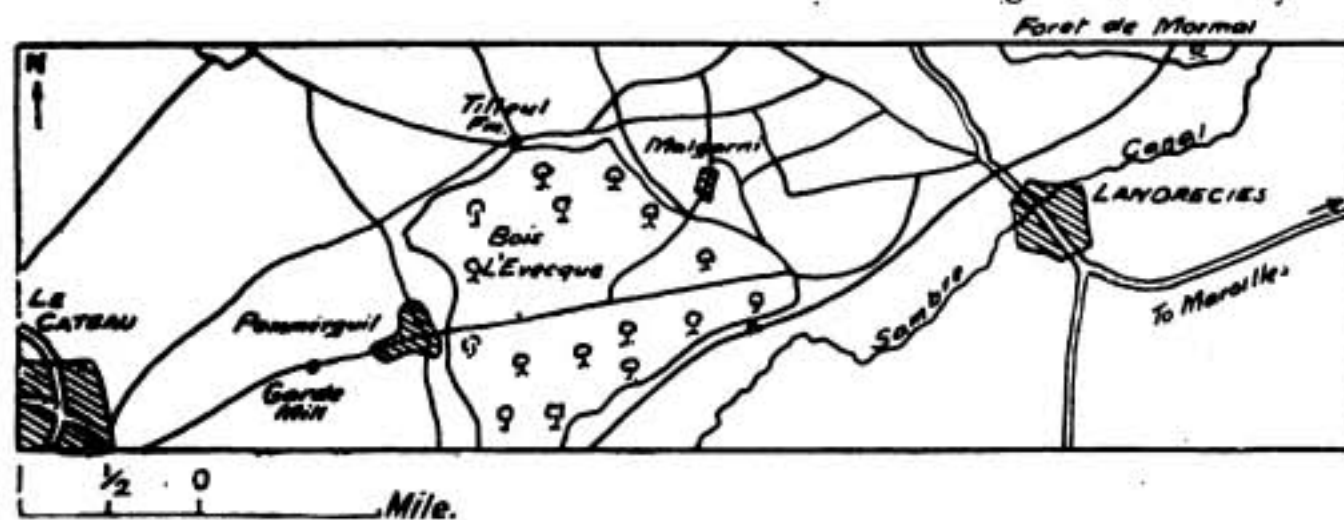 Foret de Mormal
N
Tilleul
Fm.
Malgarni
Canal
LANDRECIES
Bois
L'Evecque
LE
CATEAU
Pommerguil
Sambre
To Maroilles
Garde
Mill
½ 0
Mile.